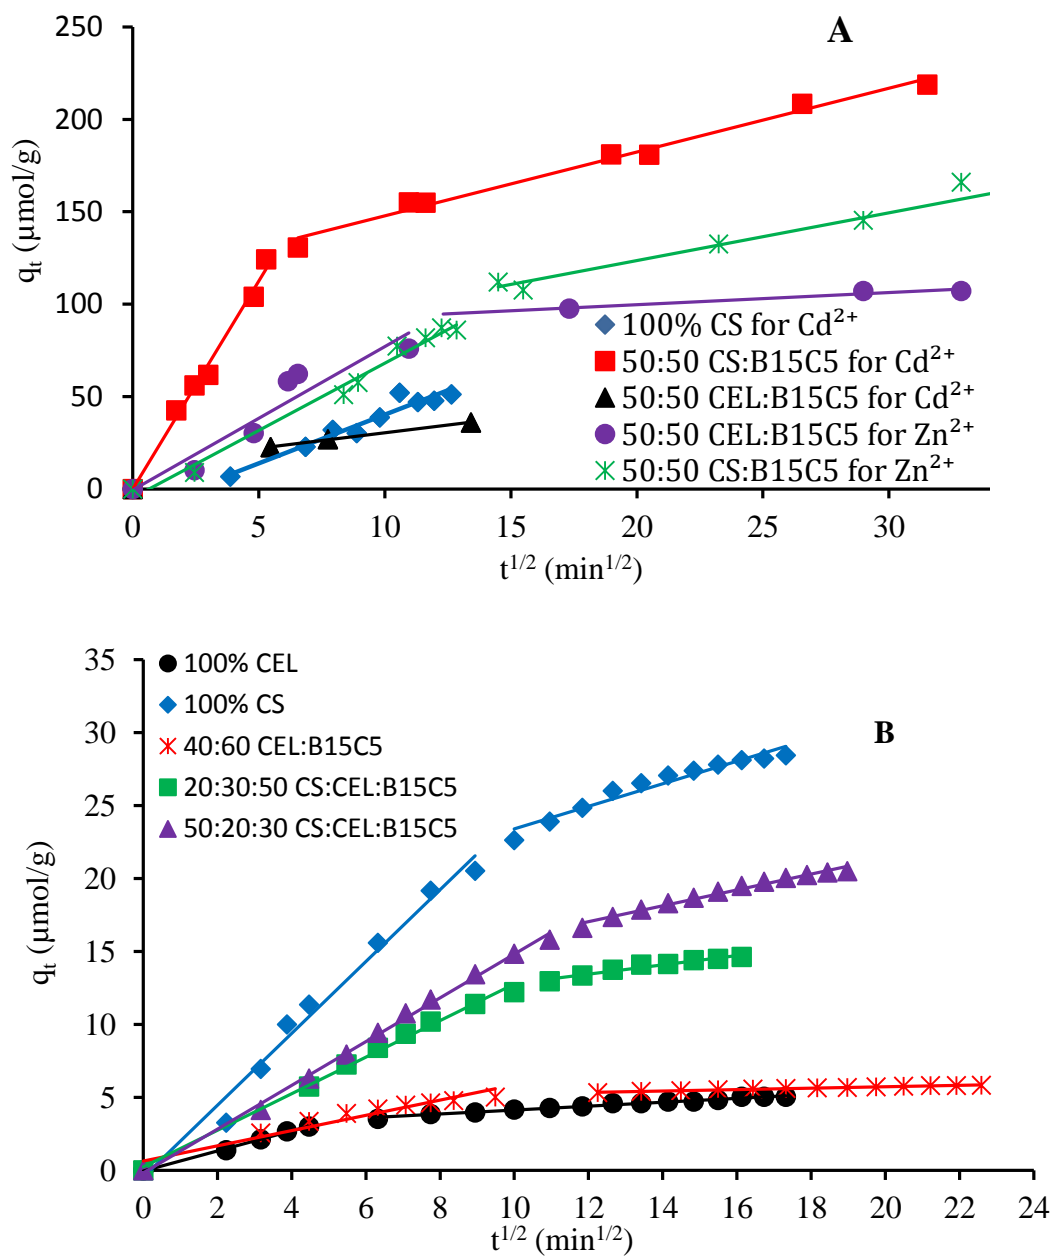 A
250
200
150
100
50
0
qt (µmol/g)
100% CS for Cd²⁺
50:50 CS:B15C5 for Cd²⁺
50:50 CEL:B15C5 for Cd²⁺
50:50 CEL:B15C5 for Zn²⁺
50:50 CS:B15C5 for Zn²⁺
0 5 10 15 20 25 30
t1/2 (min1/2)
B
35
30
25
20
15
10
5
0
qt (µmol/g)
100% CEL
100% CS
40:60 CEL:B15C5
20:30:50 CS:CEL:B15C5
50:20:30 CS:CEL:B15C5
0 2 4 6 8 10 12 14 16 18 20 22 24
t1/2 (min1/2)